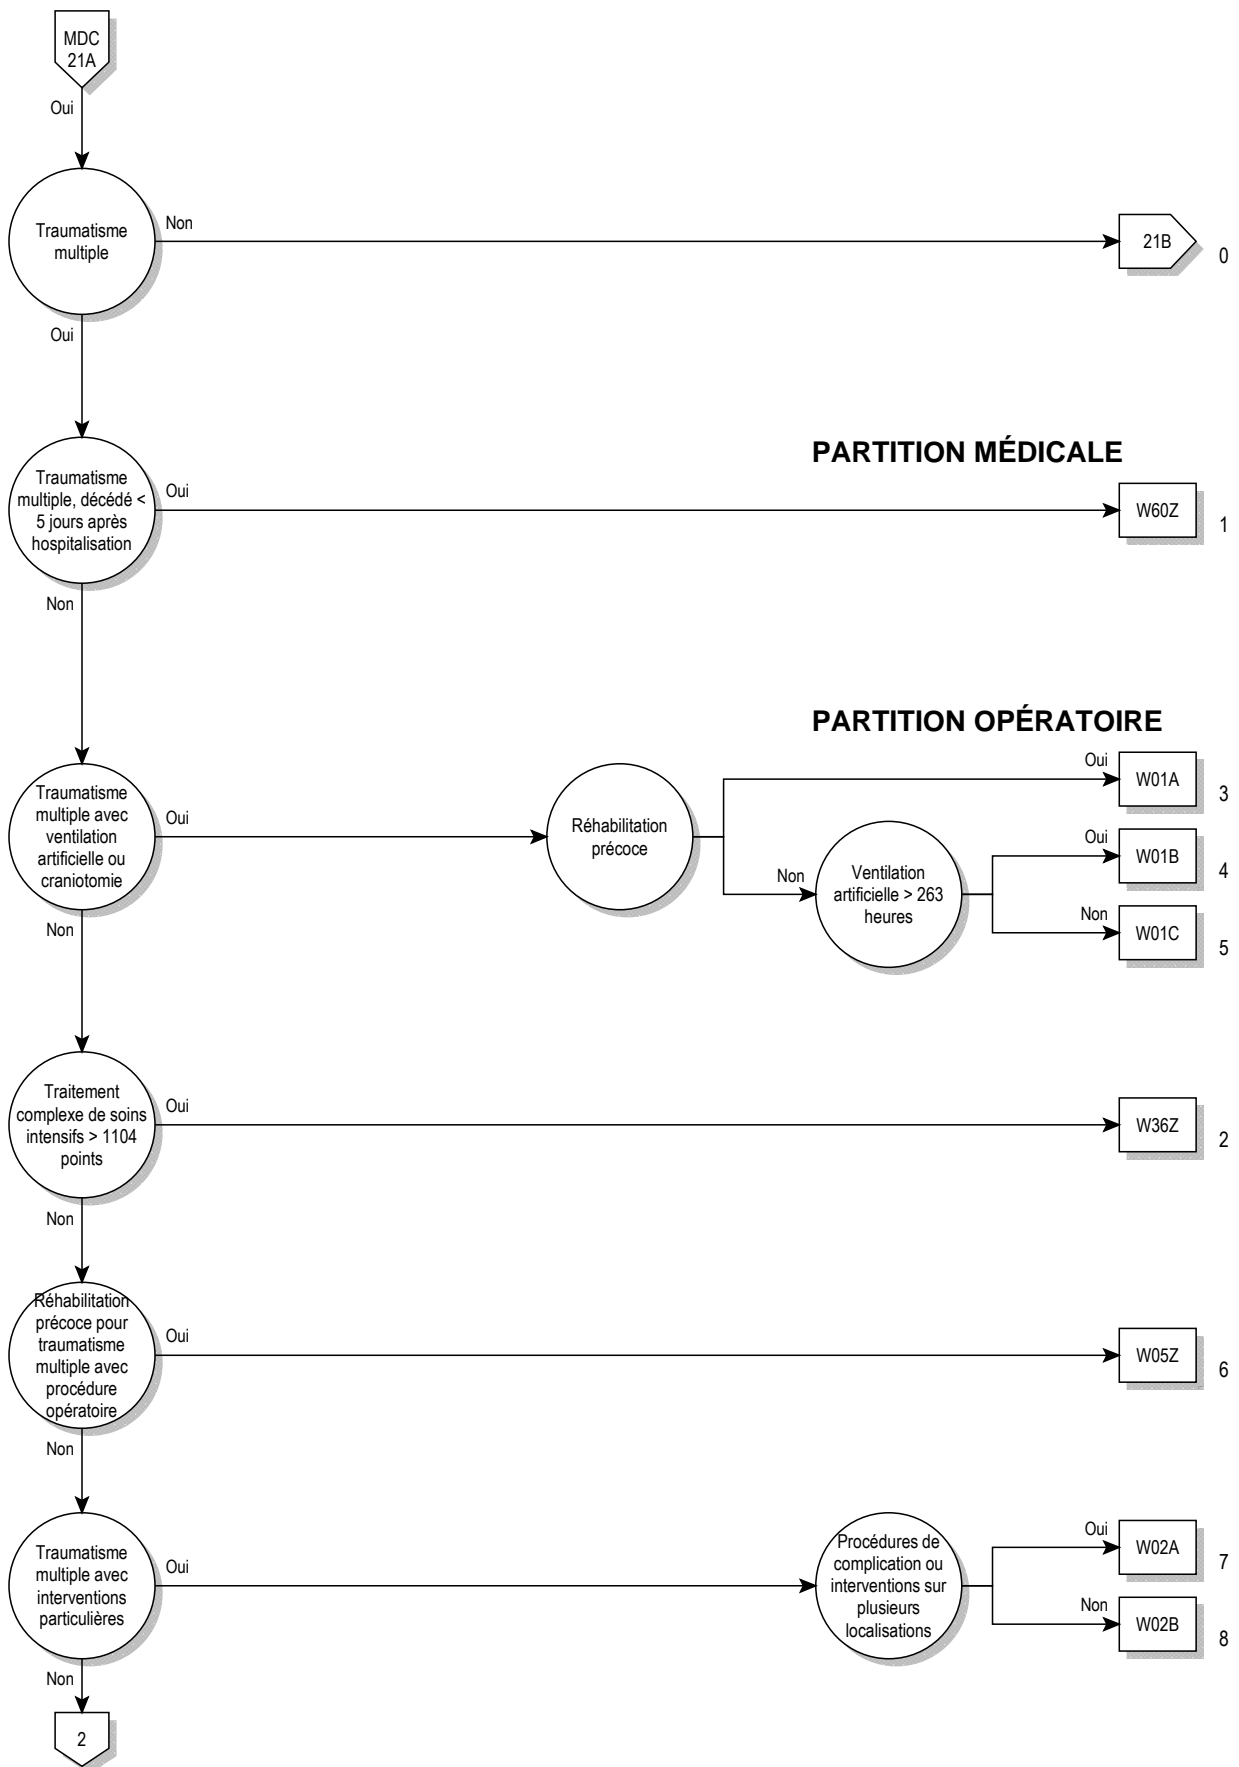 MDC
21A
Oui
Traumatisme
multiple
Non
21B
0
Oui
PARTITION MÉDICALE
Traumatisme
multiple, décédé <
5 jours après
hospitalisation
Oui
W60Z
1
Non
PARTITION OPÉRATOIRE
Traumatisme
multiple avec
ventilation
artificielle ou
craniotomie
Oui
Réhabilitation
précoce
Oui
W01A
3
Non
Ventilation
artificielle > 263
heures
Oui
W01B
4
Non
W01C
5
Non
Traitement
complexe de soins
intensifs > 1104
points
Oui
W36Z
2
Non
Réhabilitation
précoce pour
traumatisme
multiple avec
procédure
opératoire
Oui
W05Z
6
Non
Traumatisme
multiple avec
interventions
particulières
Oui
Procédures de
complication ou
interventions sur
plusieurs
localisations
Oui
W02A
7
Non
W02B
8
Non
2